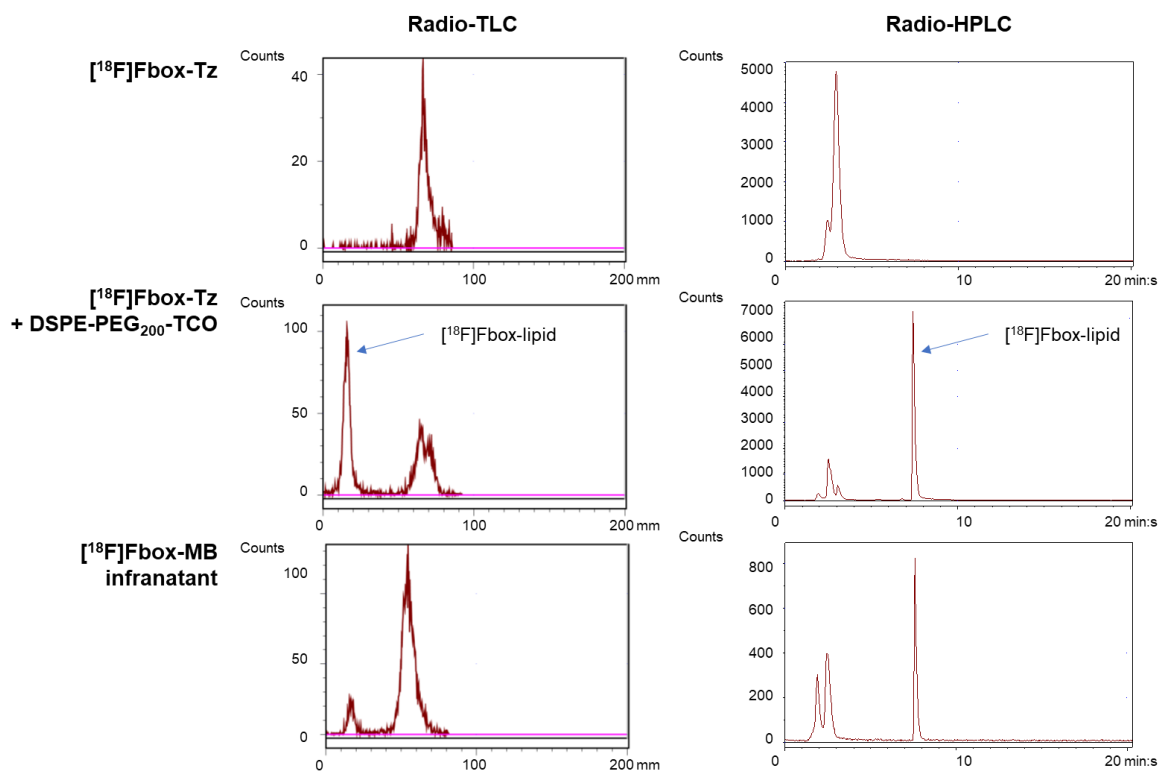 Radio-TLC
Radio-HPLC
[¹⁸F]Fbox-Tz
Counts
40
20
0
0
100
200 mm
Counts
5000
4000
3000
2000
1000
0
0
10
20 min:s
[¹⁸F]Fbox-Tz
+ DSPE-PEG₂₀₀-TCO
Counts
100
50
0
[¹⁸F]Fbox-lipid
0
100
200 mm
Counts
7000
6000
5000
4000
3000
2000
1000
0
[¹⁸F]Fbox-lipid
0
10
20 min:s
[¹⁸F]Fbox-MB
infranatant
Counts
100
50
0
0
100
200 mm
Counts
800
600
400
200
0
0
10
20 min:s